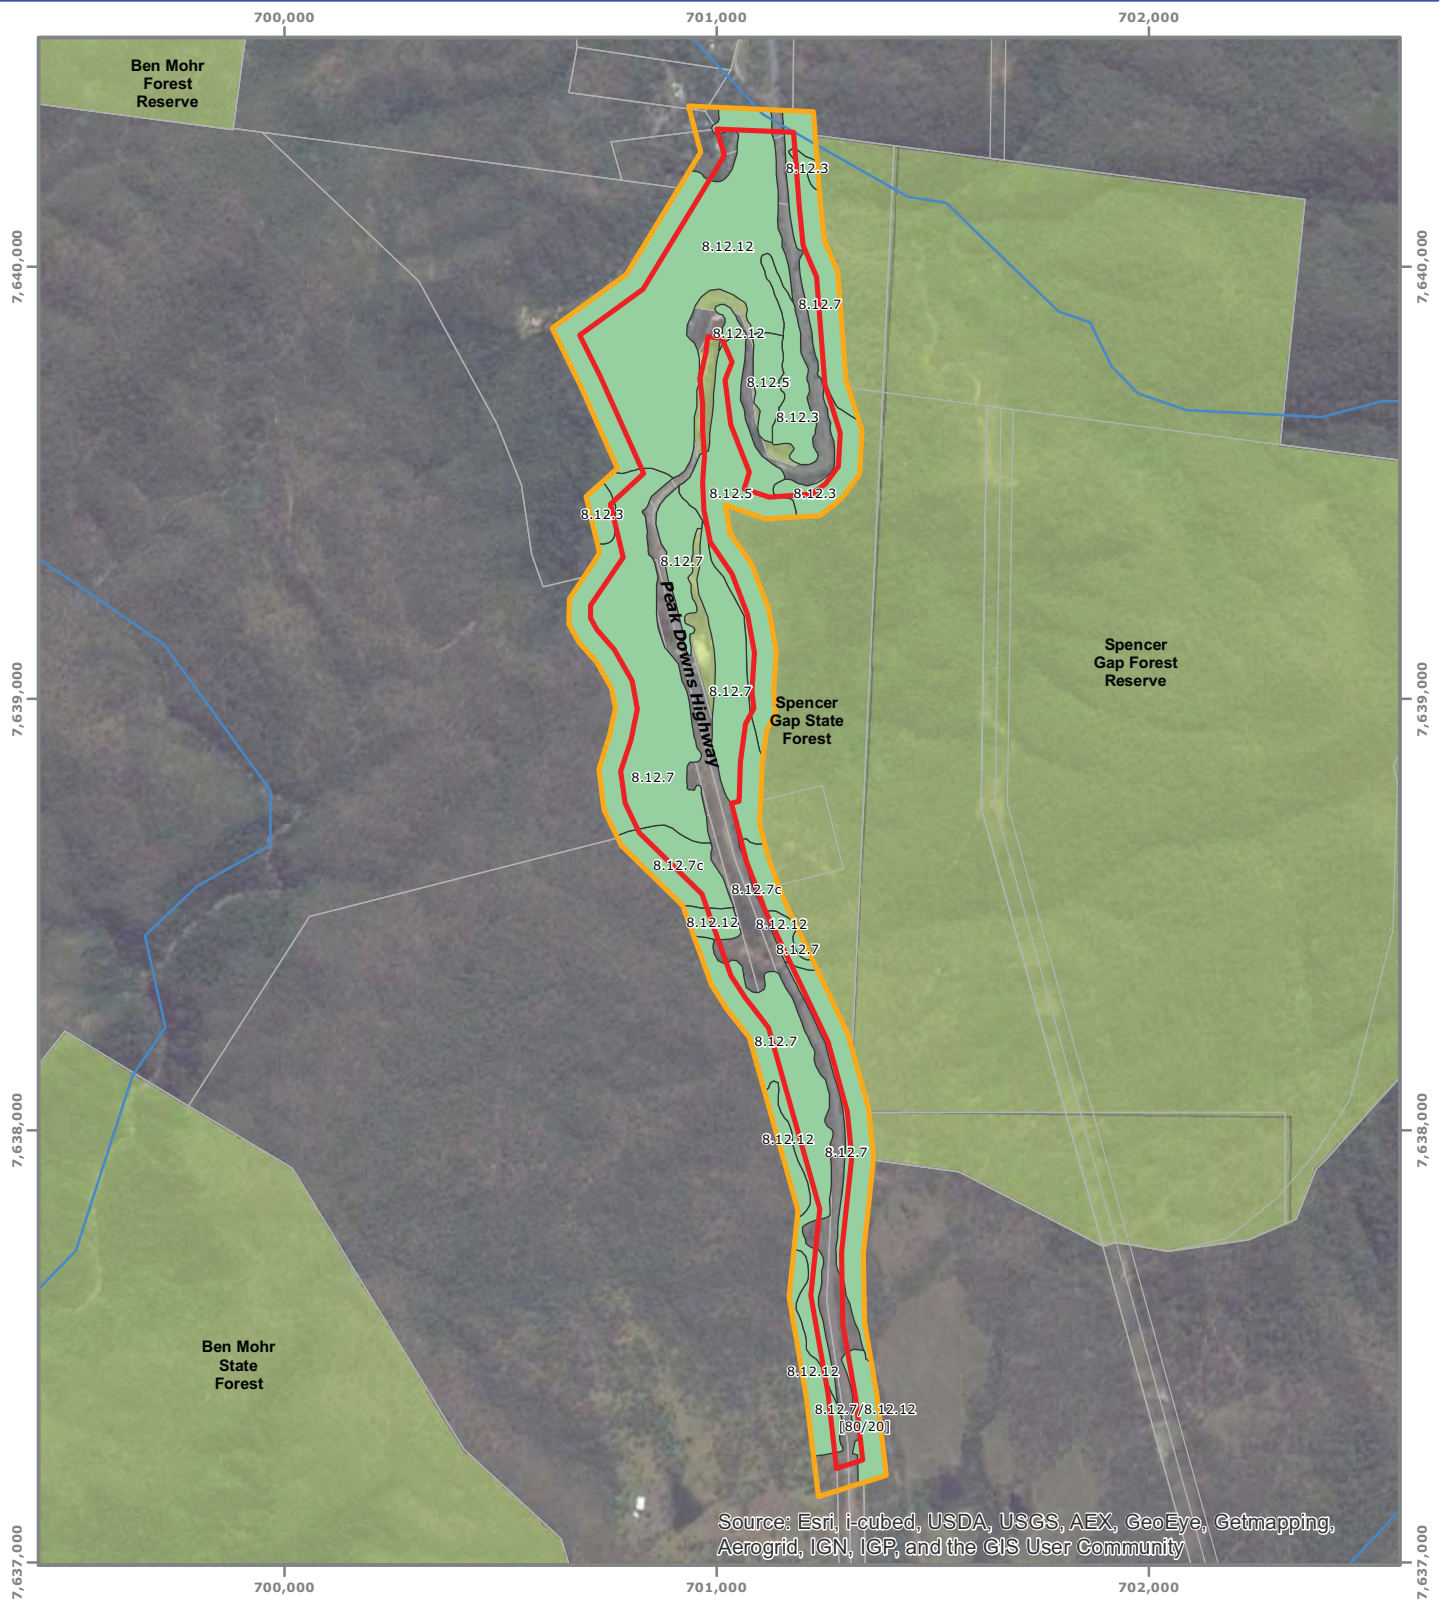 700,000
701,000
702,000
Ben Mohr
Forest
Reserve
8.12.3
8.12.12
7,640,000
7,640,000
8.12.7
8.12.12
8.12.5
8.12.3
8.12.5
8.12.3
8.12.3
8.12.7
Peak Downs Highway
Spencer
Gap Forest
Reserve
8.12.7
7,639,000
7,639,000
Spencer
Gap State
Forest
8.12.7
8.12.7c
8.12.7c
8.12.12
8.12.12
8.12.7
8.12.7
8.12.12
8.12.7
7,638,000
7,638,000
Ben Mohr
State
Forest
8.12.12
8.12.7/8.12.12
[80/20]
Source: Esri, i-cubed, USDA, USGS, AEX, GeoEye, Getmapping,
Aerogrid, IGN, IGP, and the GIS User Community
7,637,000
7,637,000
700,000
701,000
702,000